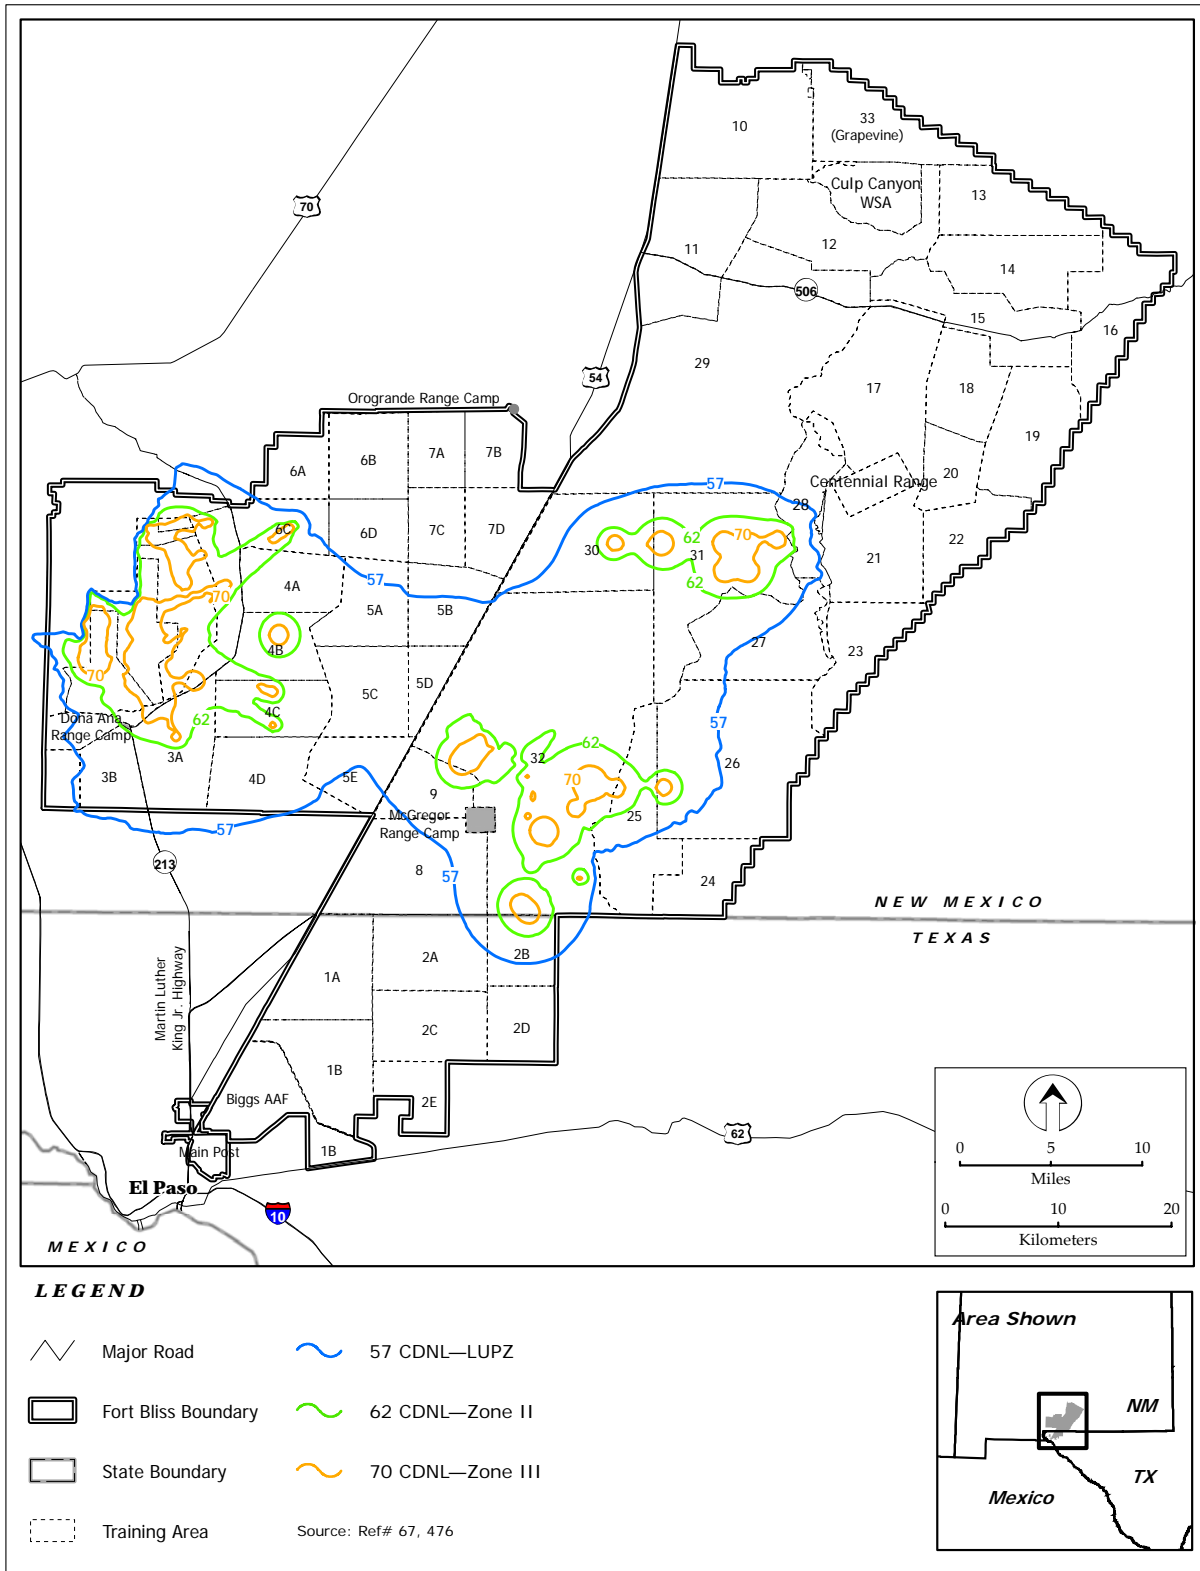 10
33
(Grapevine)
Culp Canyon
WSA
13
70
11
12
14
506
15
16
29
54
17
18
19
Orogrande Range Camp
6A
6B
7A
7B
20
Centennial Range
57
28
6C
6D
7C
7D
62
70
30
31
22
21
62
57
4A
70
5A
5B
4B
27
23
70
5C
5D
4C
62
57
Dona Ana
Range Camp
3A
3B
4D
5E
62
32
70
26
9
McGregor
Range Camp
25
57
213
8
57
24
NEW MEXICO
TEXAS
2A
2B
1A
Martin Luther
King Jr. Highway
2C
2D
1B
Biggs AAF
2E
62
Main Post
1B
El Paso
10
MEXICO
0 5 10
Miles
0 10 20
Kilometers
LEGEND
Major Road
57 CDNL—LUPZ
Fort Bliss Boundary
62 CDNL—Zone II
State Boundary
70 CDNL—Zone III
Training Area
Source: Ref# 67, 476
Area Shown
NM
TX
Mexico